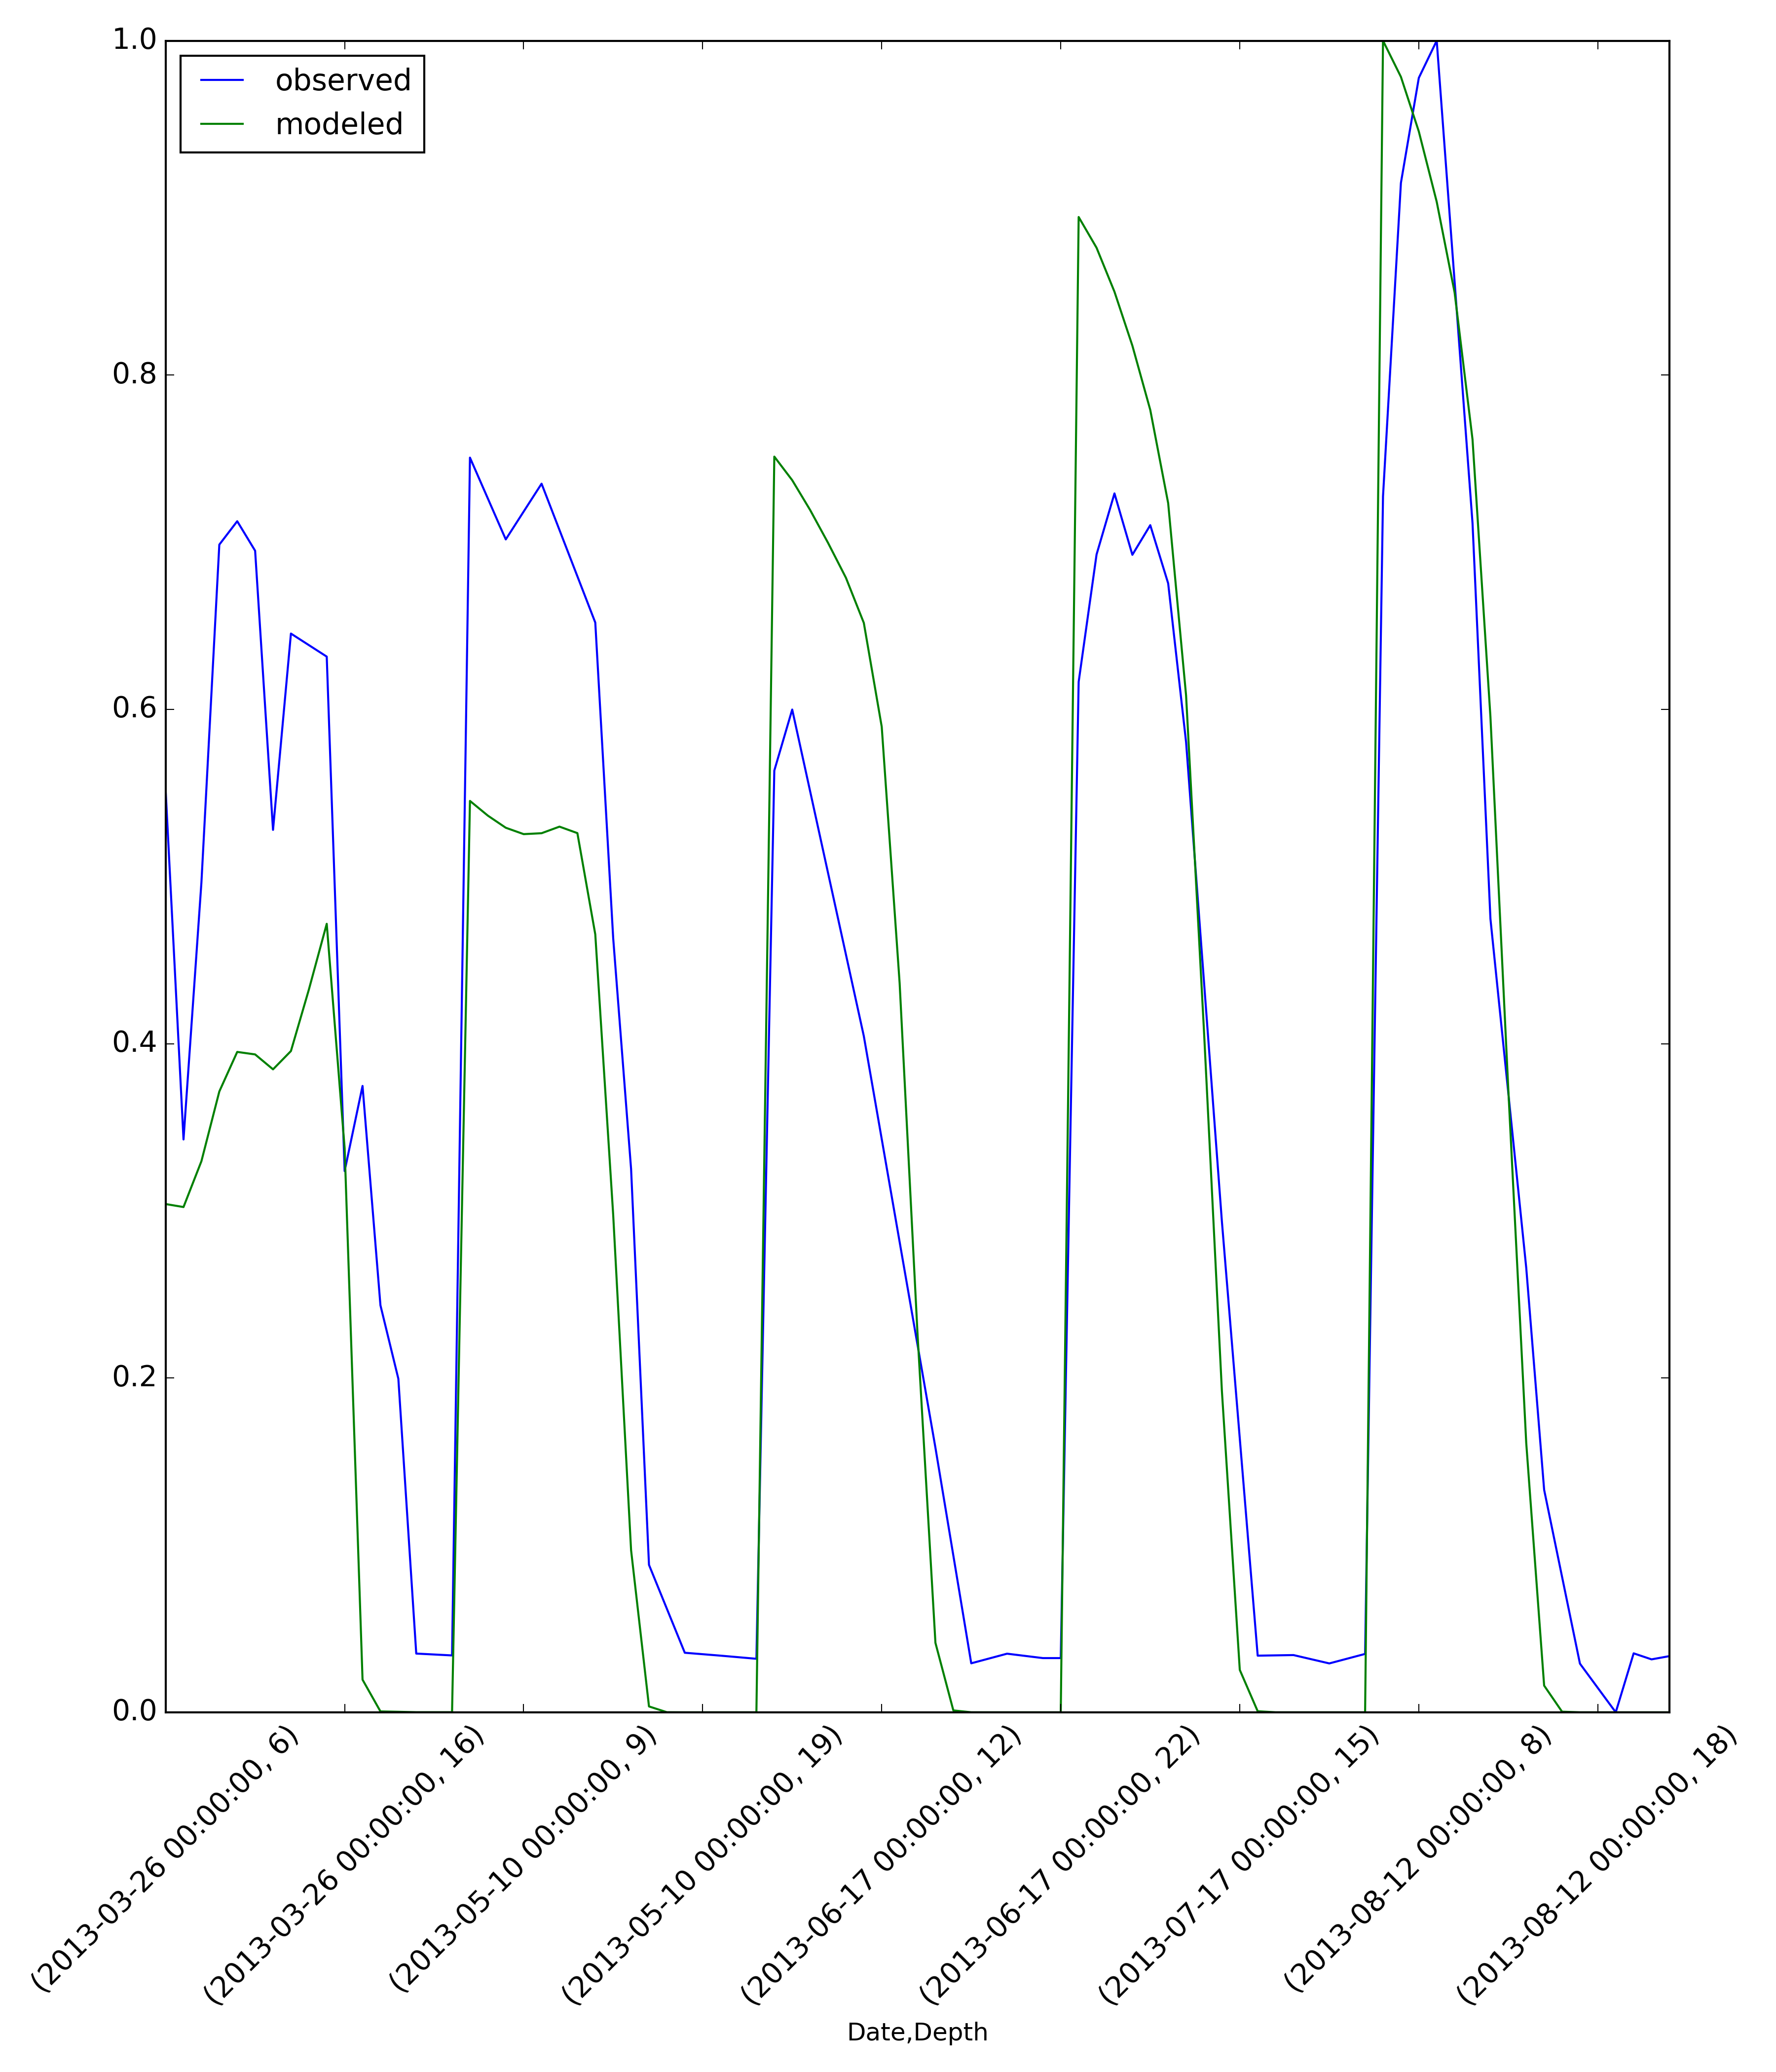 1.0
observed
modeled
0.8
0.6
0.4
0.2
0.0
(2013-03-26 00:00:00, 6)
(2013-03-26 00:00:00, 16)
(2013-05-10 00:00:00, 9)
(2013-05-10 00:00:00, 19)
(2013-06-17 00:00:00, 12)
(2013-06-17 00:00:00, 22)
(2013-07-17 00:00:00, 15)
(2013-08-12 00:00:00, 8)
(2013-08-12 00:00:00, 18)
Date,Depth